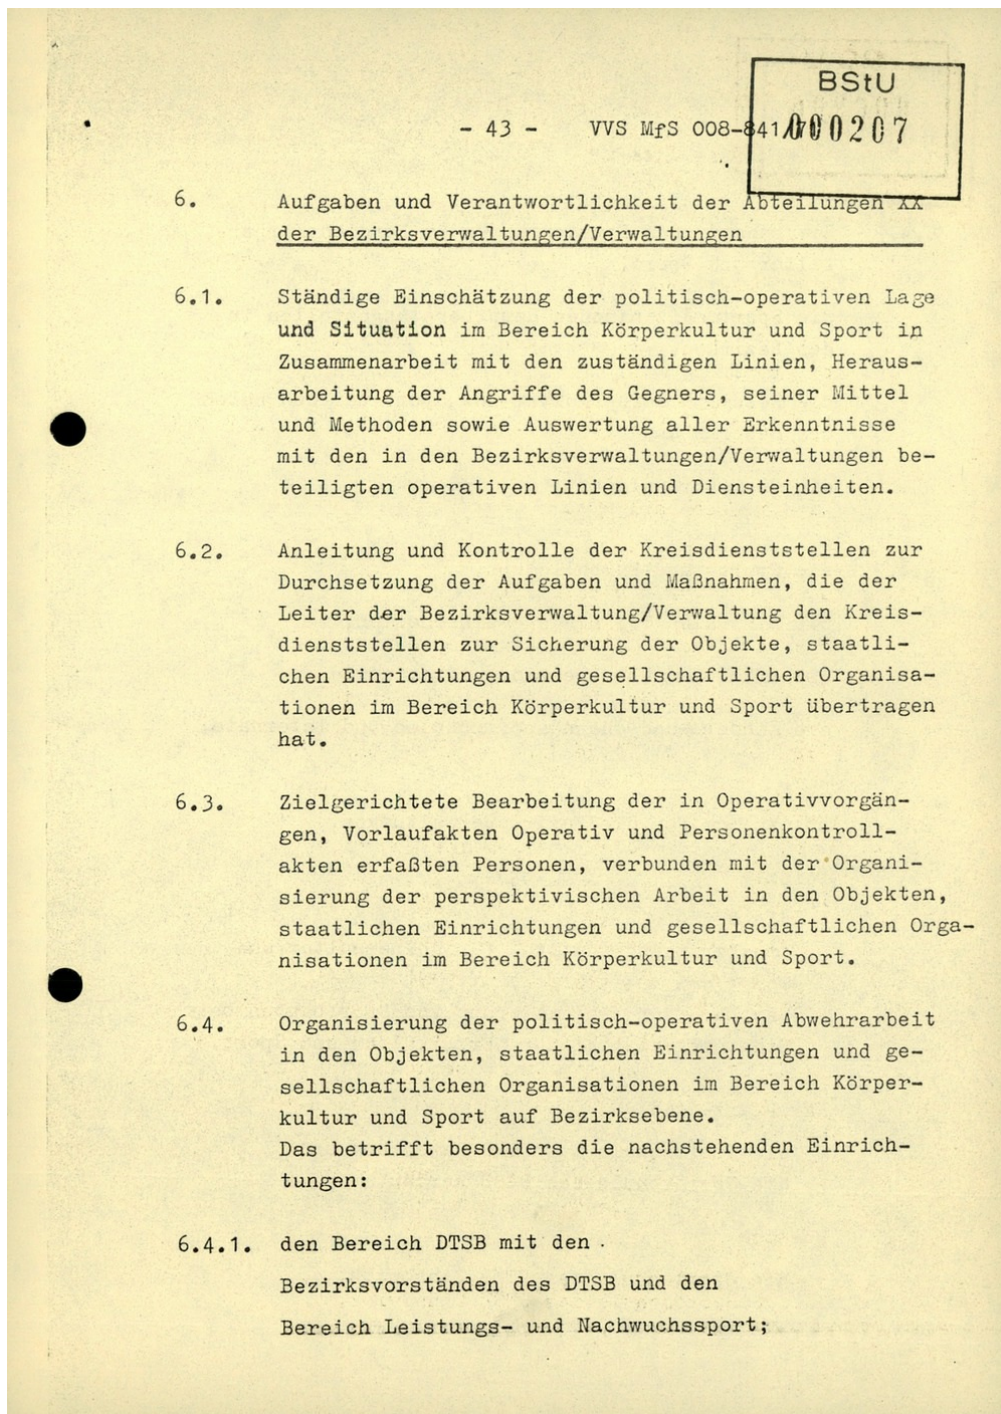 BStU
000207
- 43 - VVS MfS 008-841/
6. Aufgaben und Verantwortlichkeit der Abteilungen XX
der Bezirksverwaltungen/Verwaltungen
6.1. Ständige Einschätzung der politisch-operativen Lage
und Situation im Bereich Körperkultur und Sport in
Zusammenarbeit mit den zuständigen Linien, Heraus-
arbeitung der Angriffe des Gegners, seiner Mittel
und Methoden sowie Auswertung aller Erkenntnisse
mit den in den Bezirksverwaltungen/Verwaltungen be-
teiligten operativen Linien und Diensteinheiten.
6.2. Anleitung und Kontrolle der Kreisdienststellen zur
Durchsetzung der Aufgaben und Maßnahmen, die der
Leiter der Bezirksverwaltung/Verwaltung den Kreis-
dienststellen zur Sicherung der Objekte, staatli-
chen Einrichtungen und gesellschaftlichen Organisa-
tionen im Bereich Körperkultur und Sport übertragen
hat.
6.3. Zielgerichtete Bearbeitung der in Operativvorgän-
gen, Vorlaufakten Operativ und Personenkontroll-
akten erfaßten Personen, verbunden mit der Organi-
sierung der perspektivischen Arbeit in den Objekten,
staatlichen Einrichtungen und gesellschaftlichen Orga-
nisationen im Bereich Körperkultur und Sport.
6.4. Organisierung der politisch-operativen Abwehrarbeit
in den Objekten, staatlichen Einrichtungen und ge-
sellschaftlichen Organisationen im Bereich Körper-
kultur und Sport auf Bezirksebene.
Das betrifft besonders die nachstehenden Einrich-
tungen:
6.4.1. den Bereich DTSB mit den
Bezirksvorständen des DTSB und den
Bereich Leistungs- und Nachwuchssport;